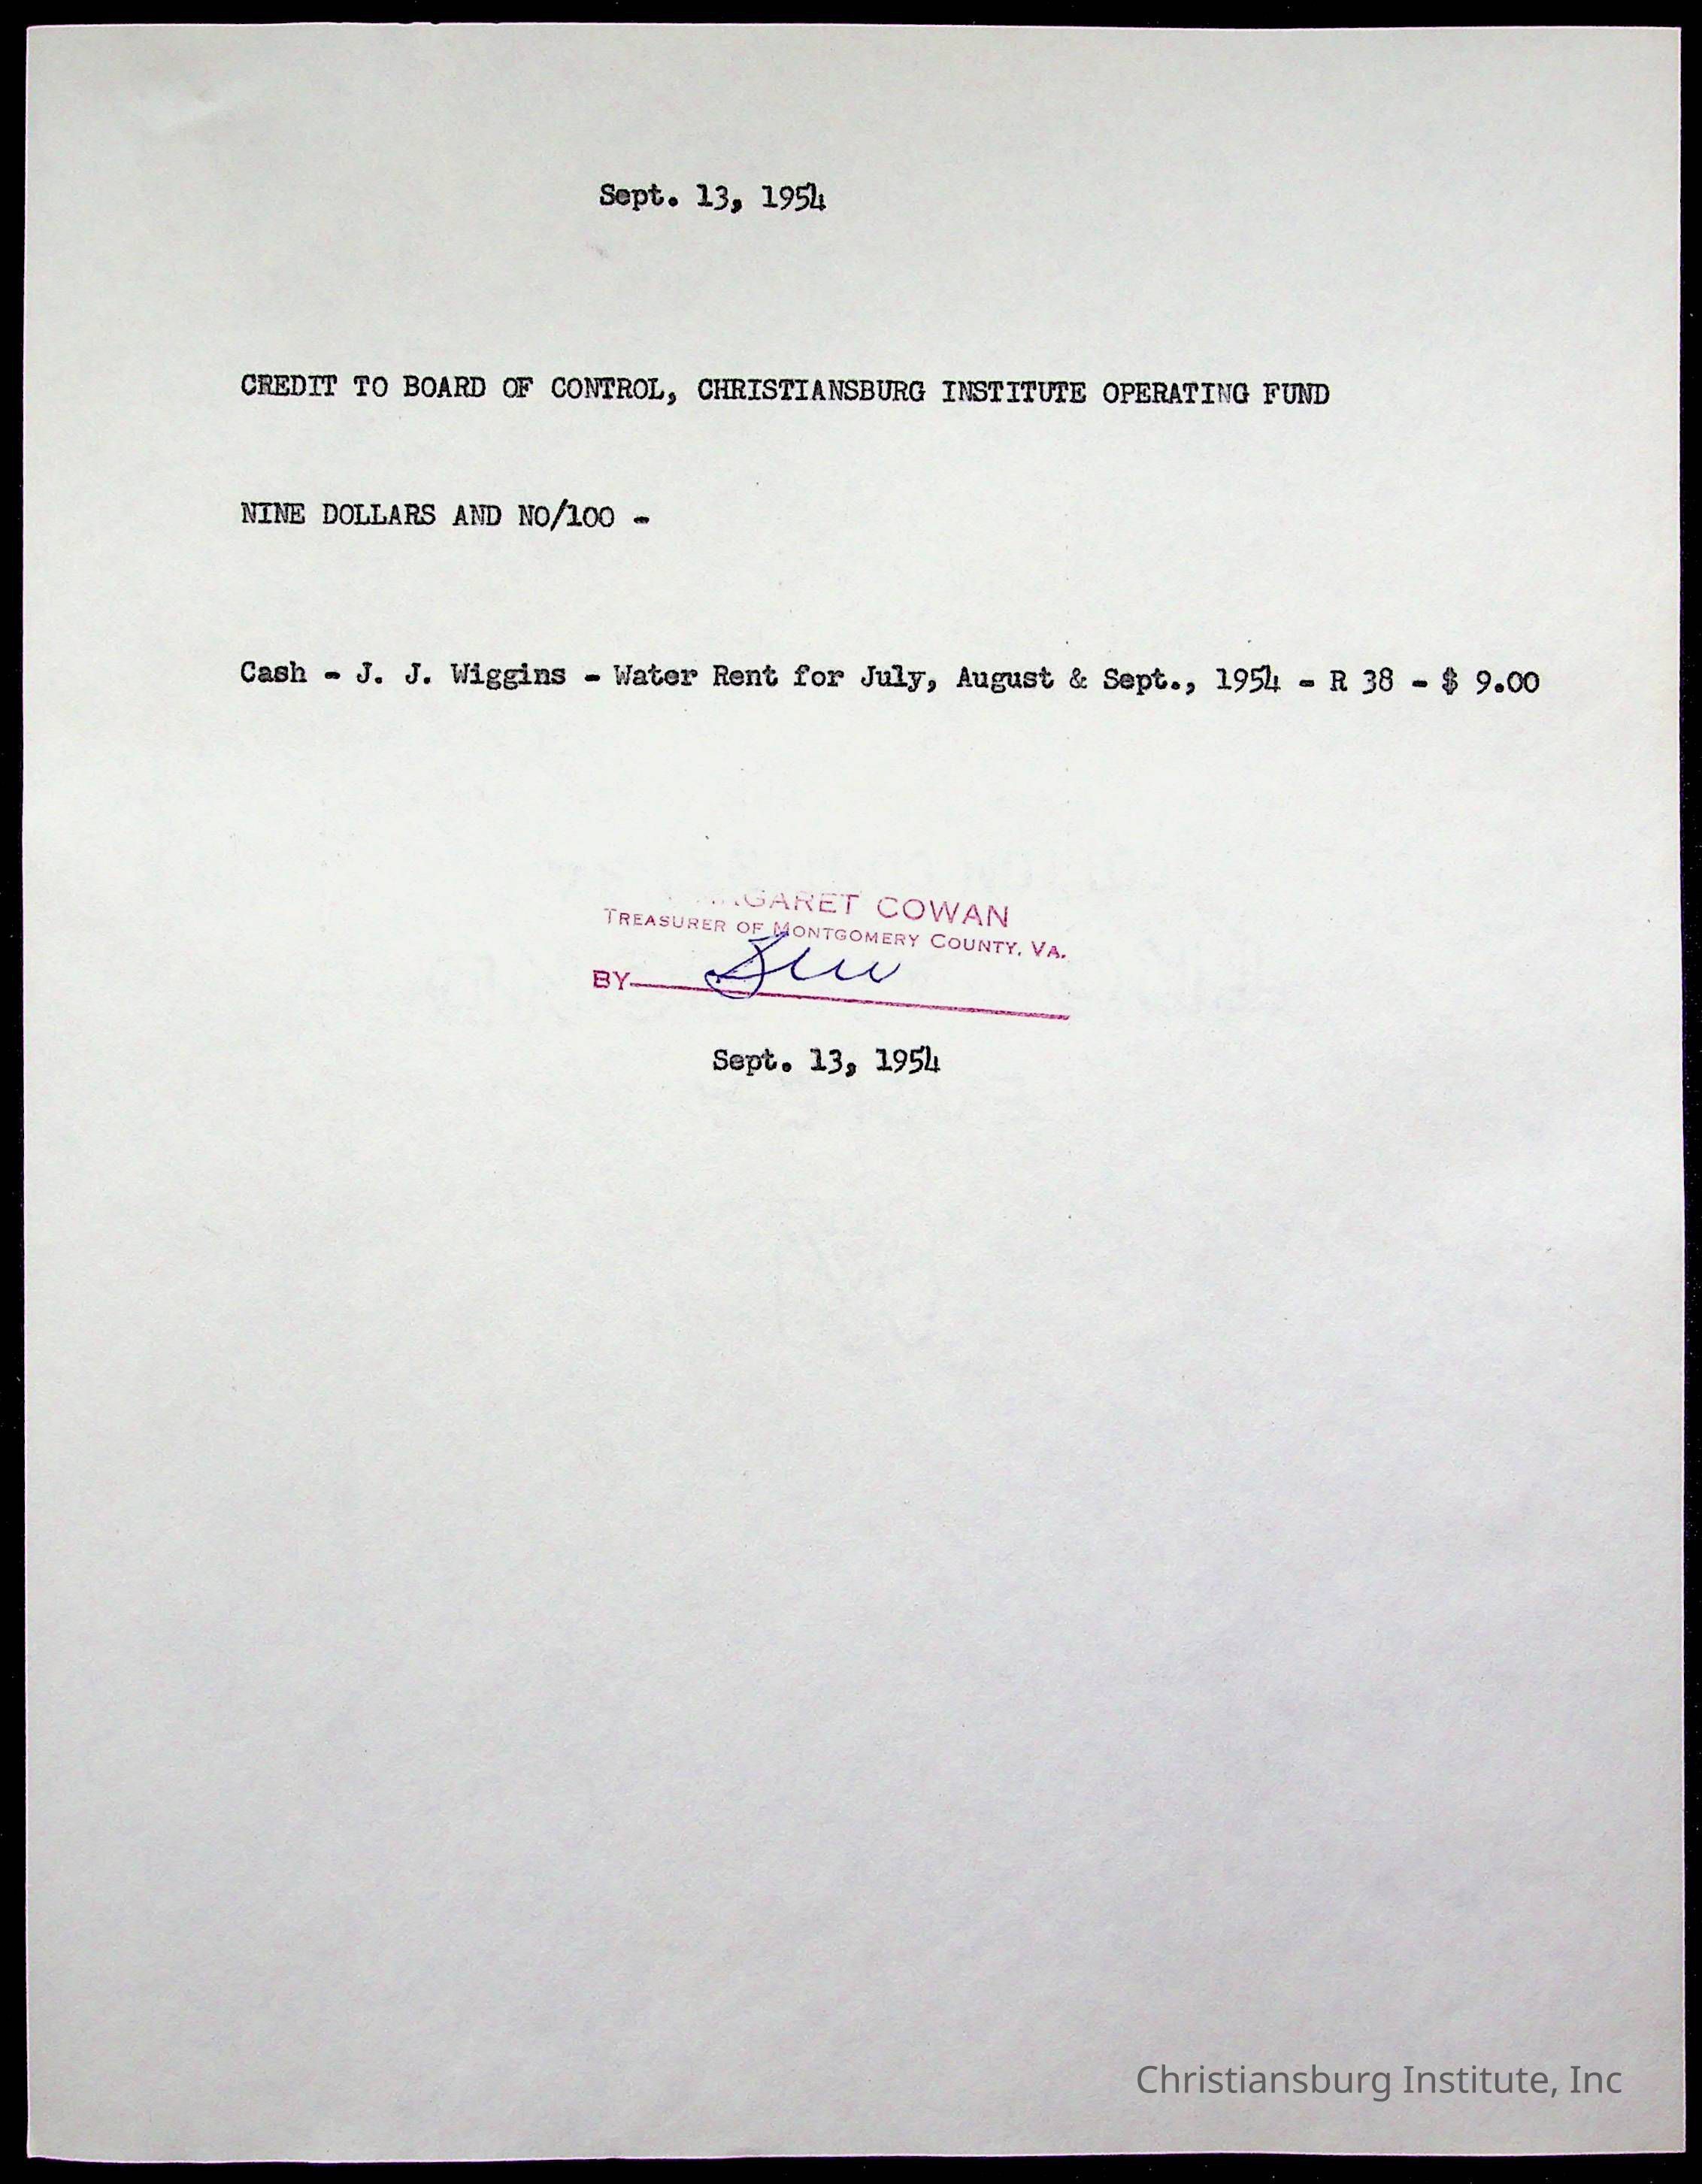 Sept. 13, 1954
CREDIT TO BOARD OF CONTROL, CHRISTIANSBURG INSTITUTE OPERATING FUND
NINE DOLLARS AND NO/100 -
Cash - J. J. Wiggins - Water Rent for July, August & Sept., 1954 - R 38 - $ 9.00
COWAN
TREASURER OF MONTGOMERY COUNTY, VA.
BY
Sept. 13, 1954
Christiansburg Institute, Inc